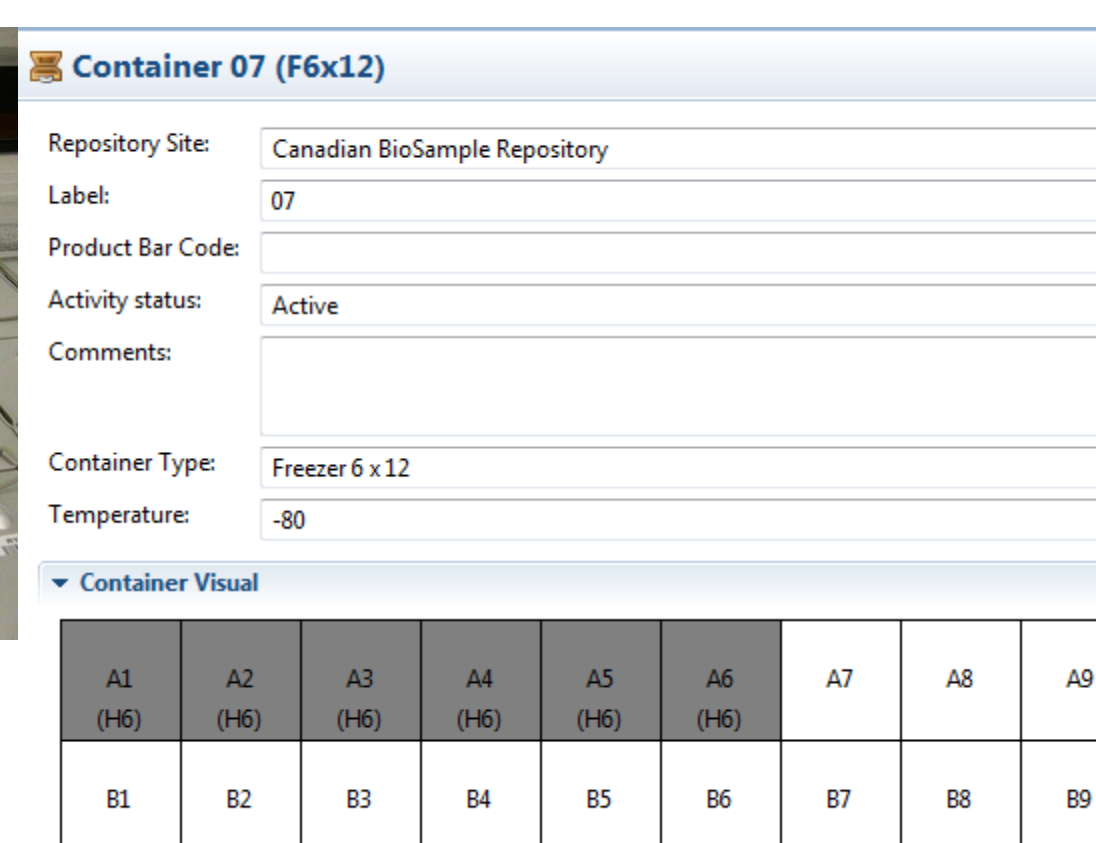 Container 07 (F6x12)
Repository Site: Canadian BioSample Repository
Label: 07
Product Bar Code:
Activity status: Active
Comments:
Container Type: Freezer 6 x 12
Temperature: -80
Container Visual
A1 A2 A3 A4 A5 A6 A7 A8 A9
(H6) (H6) (H6) (H6) (H6) (H6)
B1 B2 B3 B4 B5 B6 B7 B8 B9